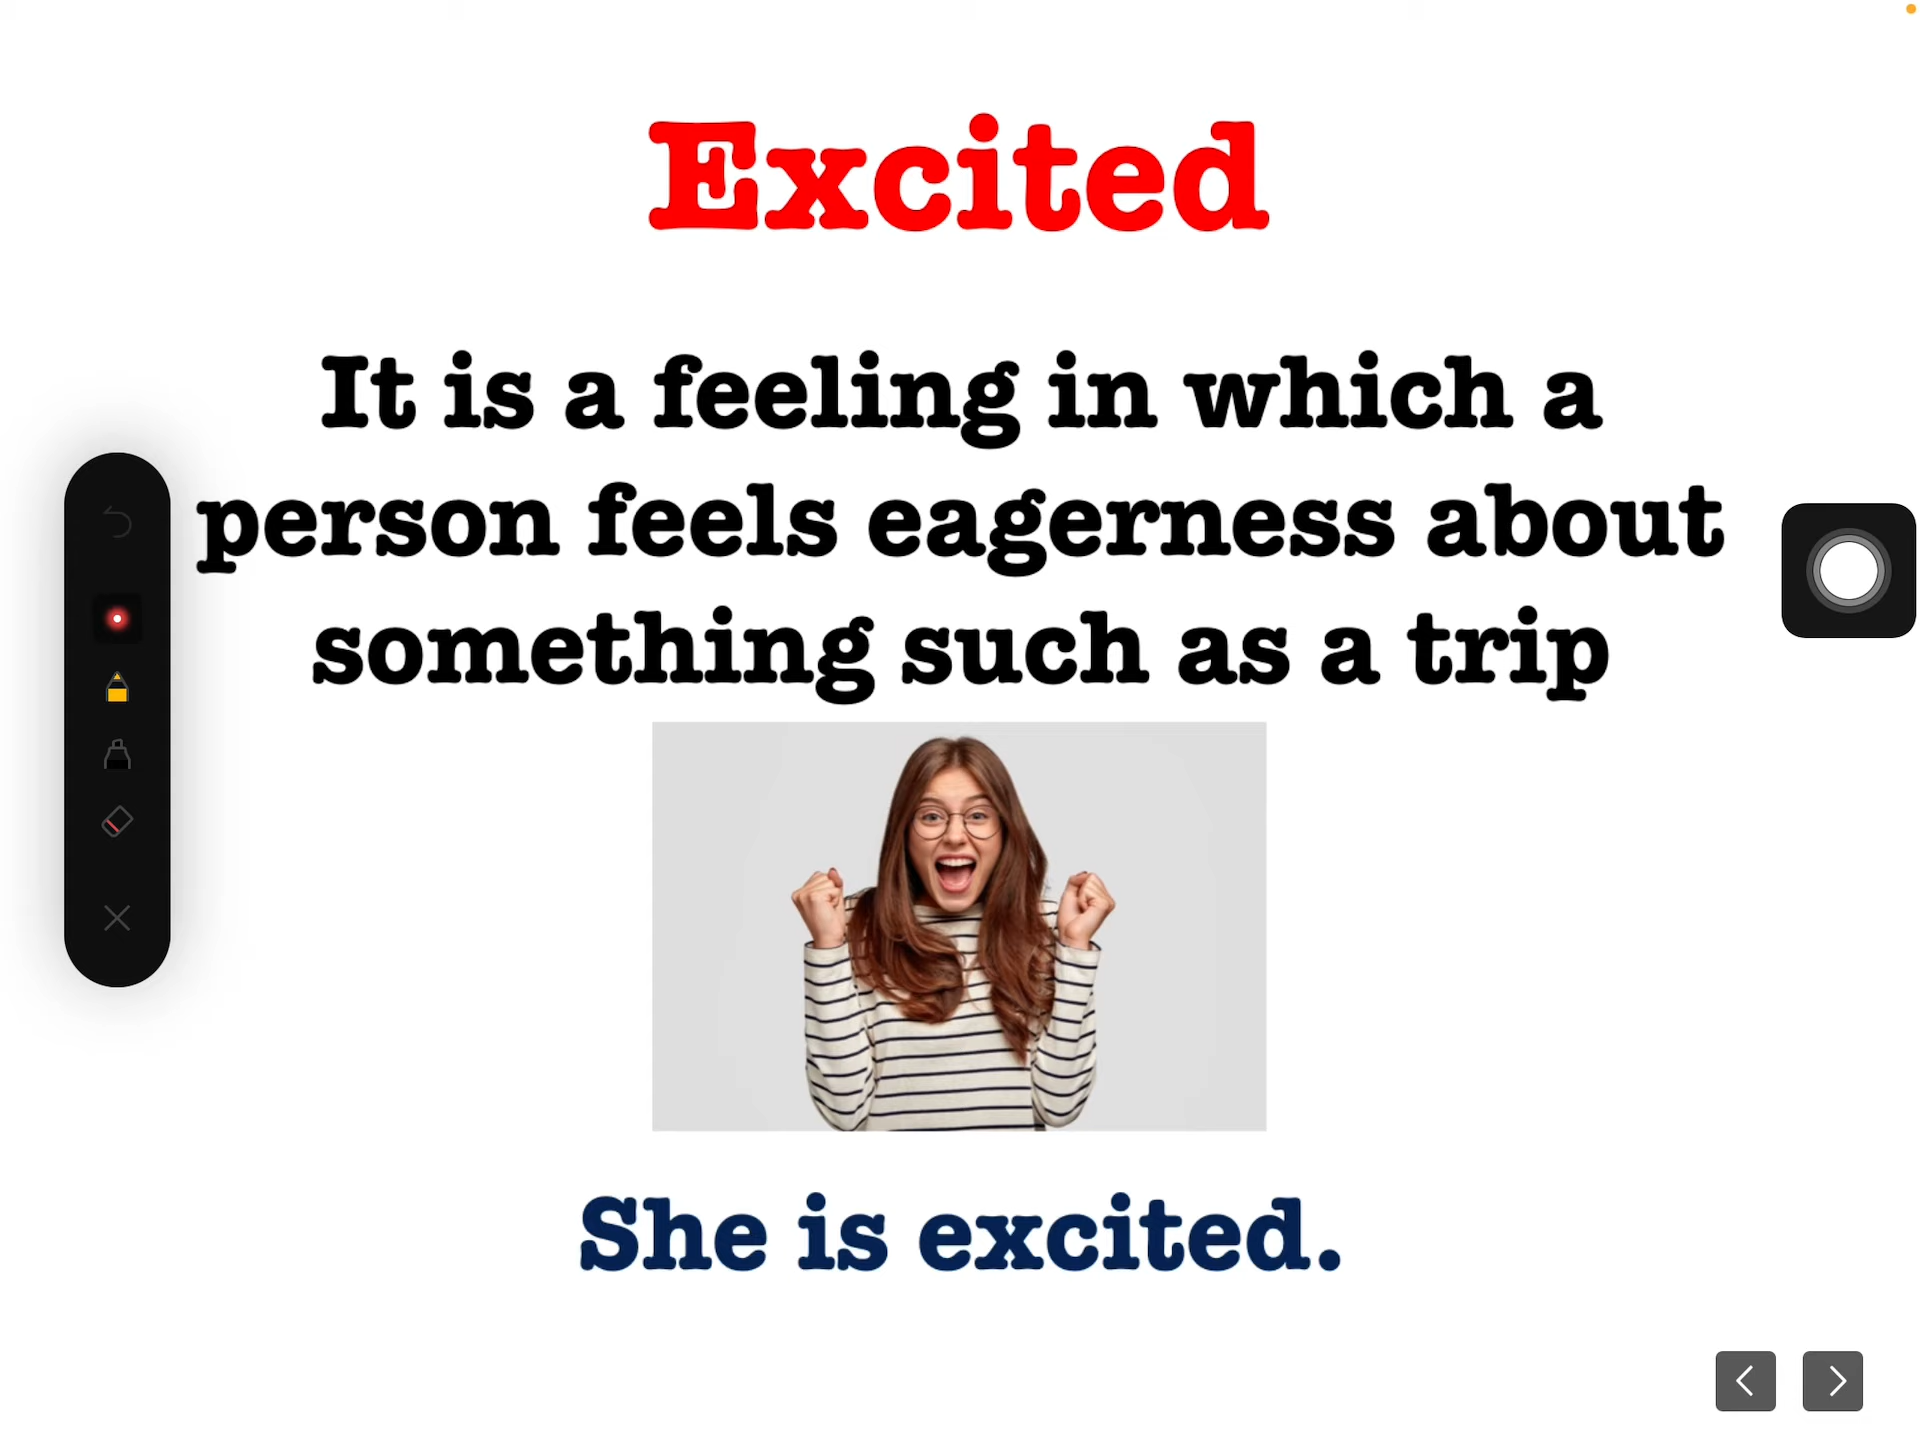 Excited
It is a feeling in which a
person feels eagerness about
something such as a trip
She is excited.